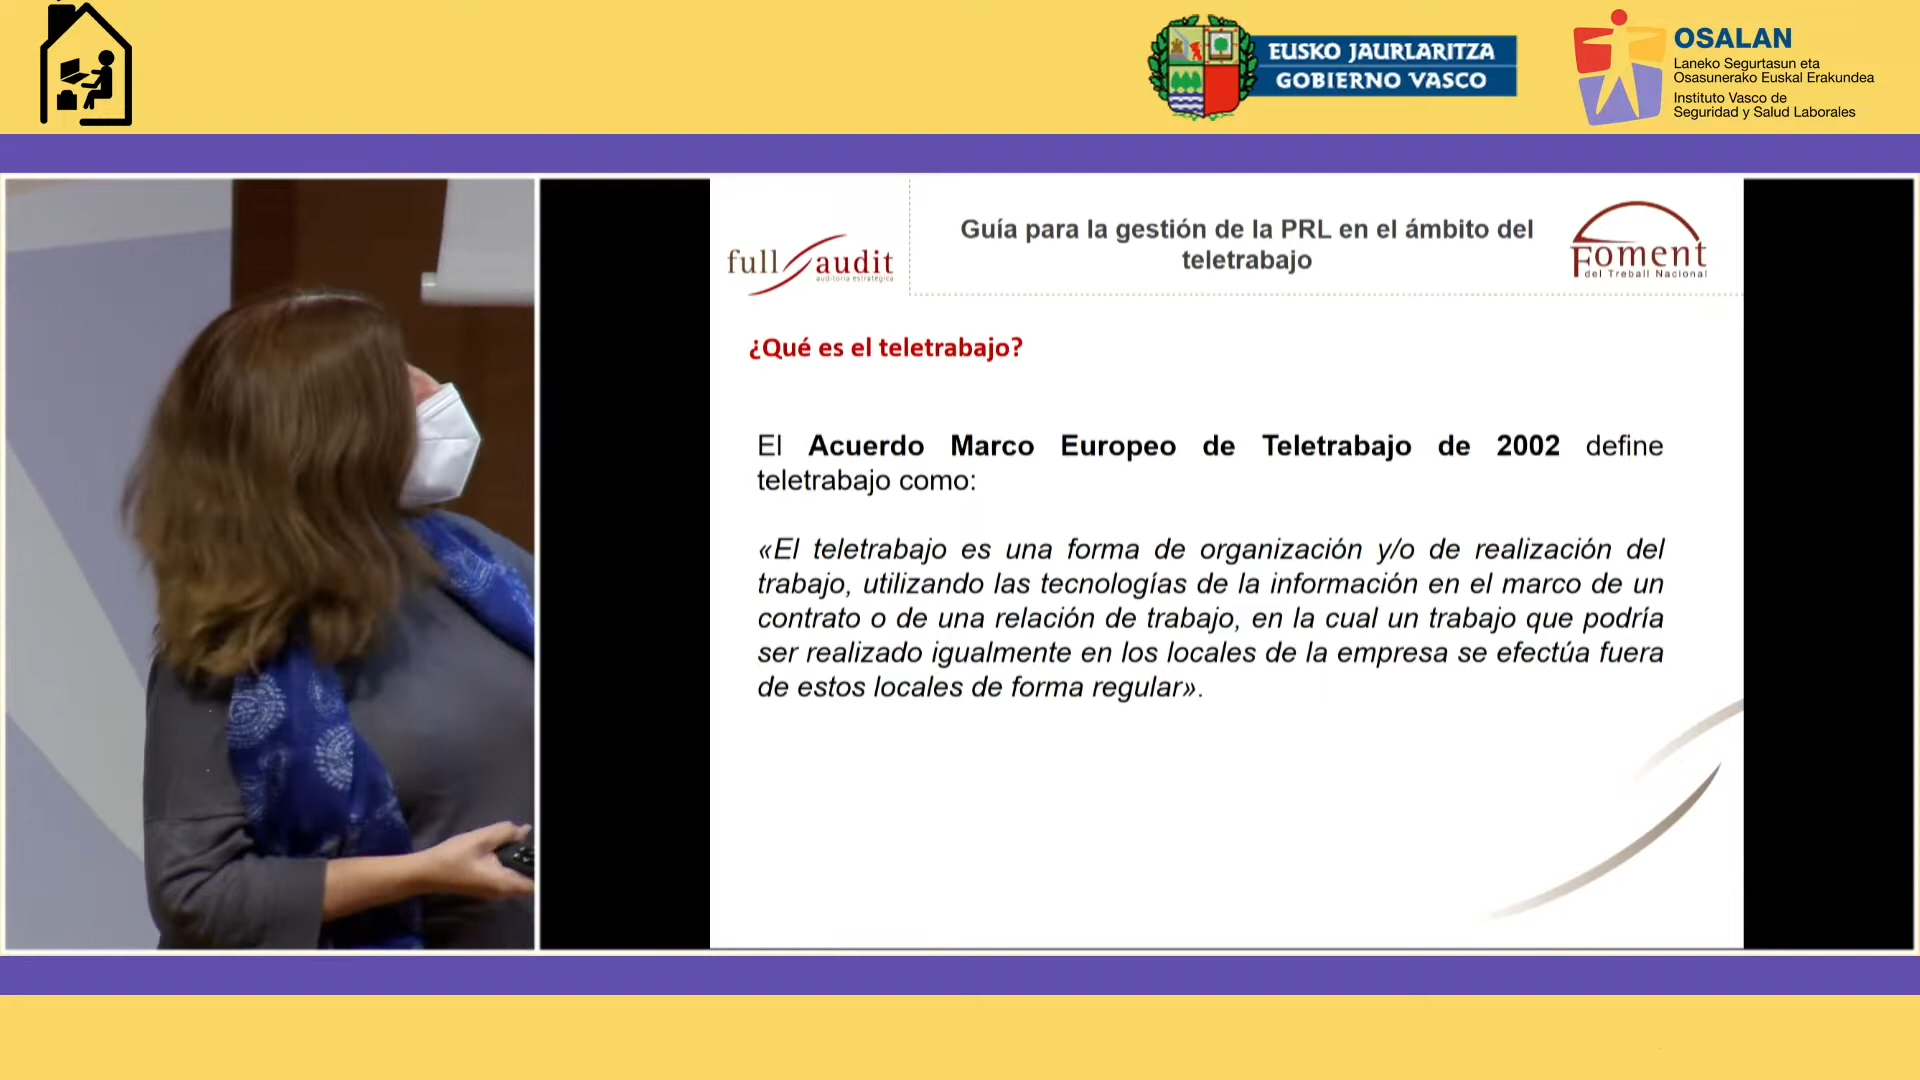 EUSKO JAURLARITZA
GOBIERNO VASCO
OSALAN
Laneko Segurtasun eta
Osasunerako Euskal Erakundea
Instituto Vasco de
Seguridad y Salud Laborales
full audit
auditoria estratégica
Guía para la gestión de la PRL en el ámbito del
teletrabajo
Foment
del Treball Nacional
¿Qué es el teletrabajo?
El Acuerdo Marco Europeo de Teletrabajo de 2002 define
teletrabajo como:
«El teletrabajo es una forma de organización y/o de realización del
trabajo, utilizando las tecnologías de la información en el marco de un
contrato o de una relación de trabajo, en la cual un trabajo que podría
ser realizado igualmente en los locales de la empresa se efectúa fuera
de estos locales de forma regular».